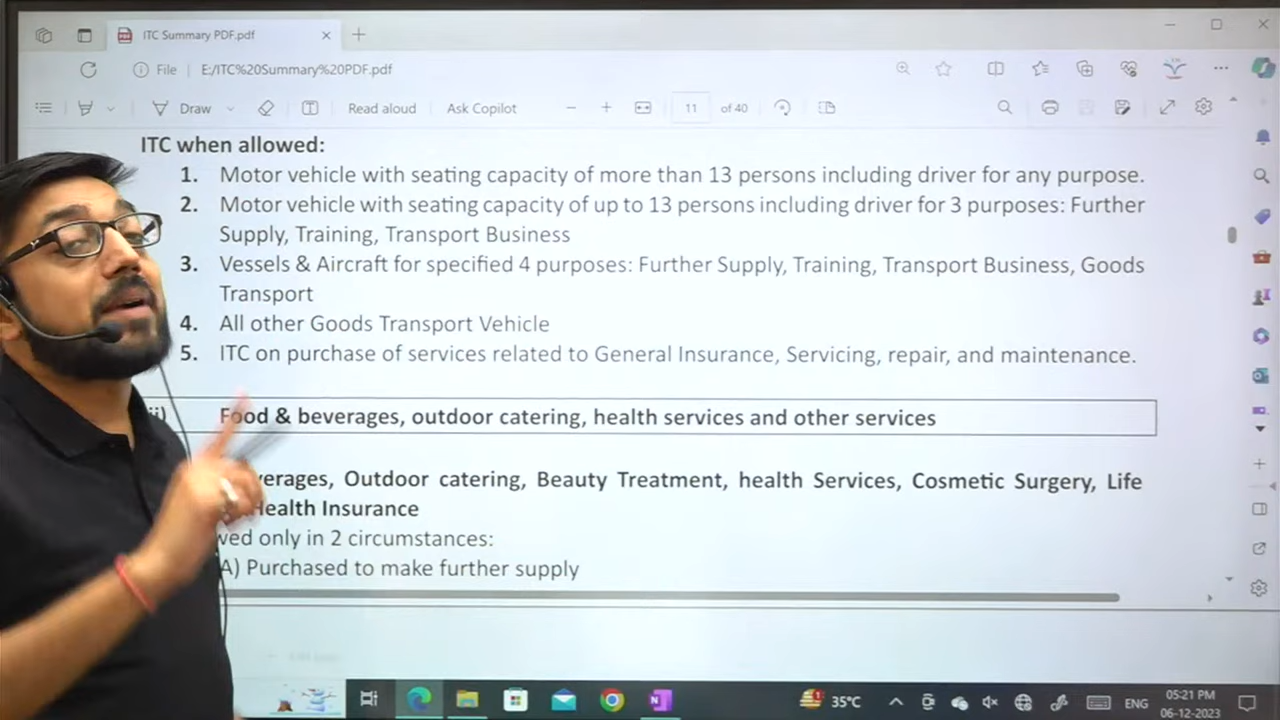 ITC Summary PDF.pdf
File E:/ITC%20Summary%20PDF.pdf
Draw Read aloud Ask Copilot 11 of 40
ITC when allowed:
1. Motor vehicle with seating capacity of more than 13 persons including driver for any purpose.
2. Motor vehicle with seating capacity of up to 13 persons including driver for 3 purposes: Further
Supply, Training, Transport Business
3. Vessels & Aircraft for specified 4 purposes: Further Supply, Training, Transport Business, Goods
Transport
4. All other Goods Transport Vehicle
5. ITC on purchase of services related to General Insurance, Servicing, repair, and maintenance.
Food & beverages, outdoor catering, health services and other services
verages, Outdoor catering, Beauty Treatment, health Services, Cosmetic Surgery, Life
Health Insurance
wed only in 2 circumstances:
A) Purchased to make further supply
35°C ENG 05:21 PM
06-12-2023